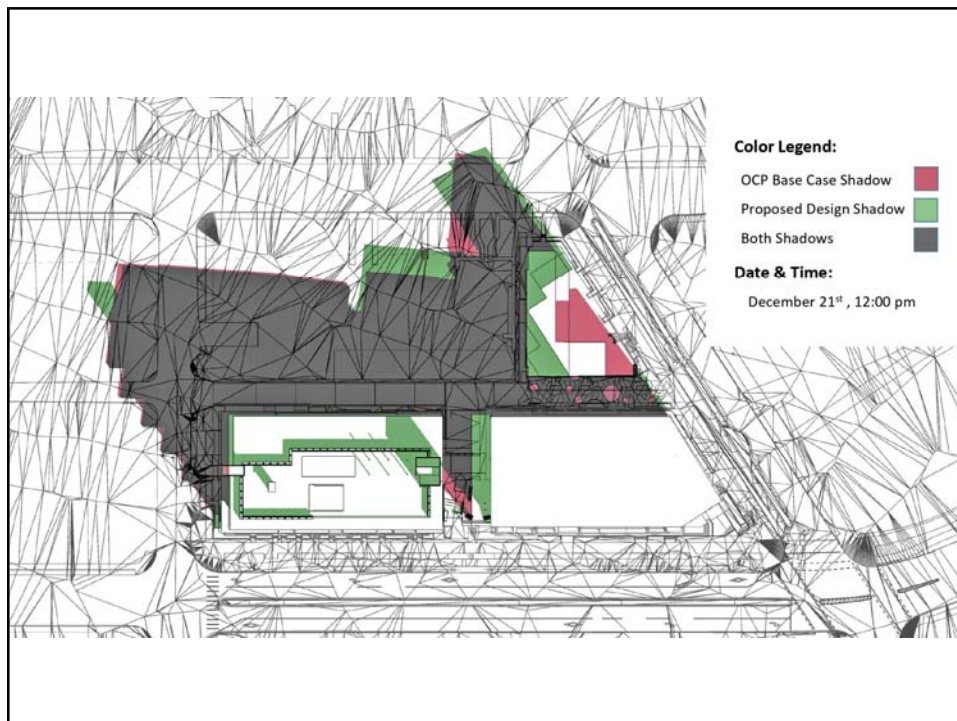 Color Legend:
OCP Base Case Shadow
Proposed Design Shadow
Both Shadows
Date & Time:
December 21st , 12:00 pm